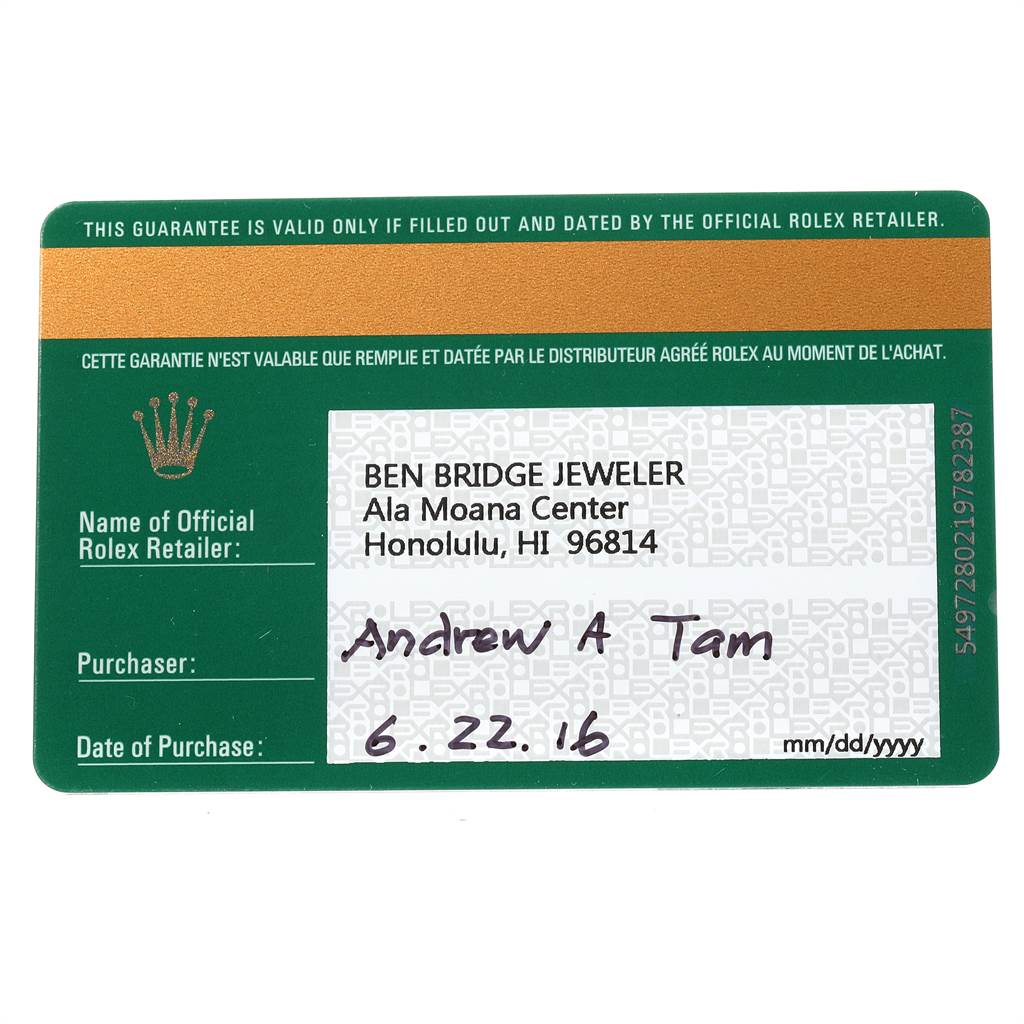 THIS GUARANTEE IS VALID ONLY IF FILLED OUT AND DATED BY THE OFFICIAL ROLEX RETAILER.
CETTE GARANTIE N'EST VALABLE QUE REMPLIE ET DATÉE PAR LE DISTRIBUTEUR AGRÉÉ ROLEX AU MOMENT DE L'ACHAT.
Name of Official
Rolex Retailer:
BEN BRIDGE JEWELER
Ala Moana Center
Honolulu, HI 96814
Purchaser:
Andrew A Tam
Date of Purchase:
6.22.16
mm/dd/yyyy
5497280219782387